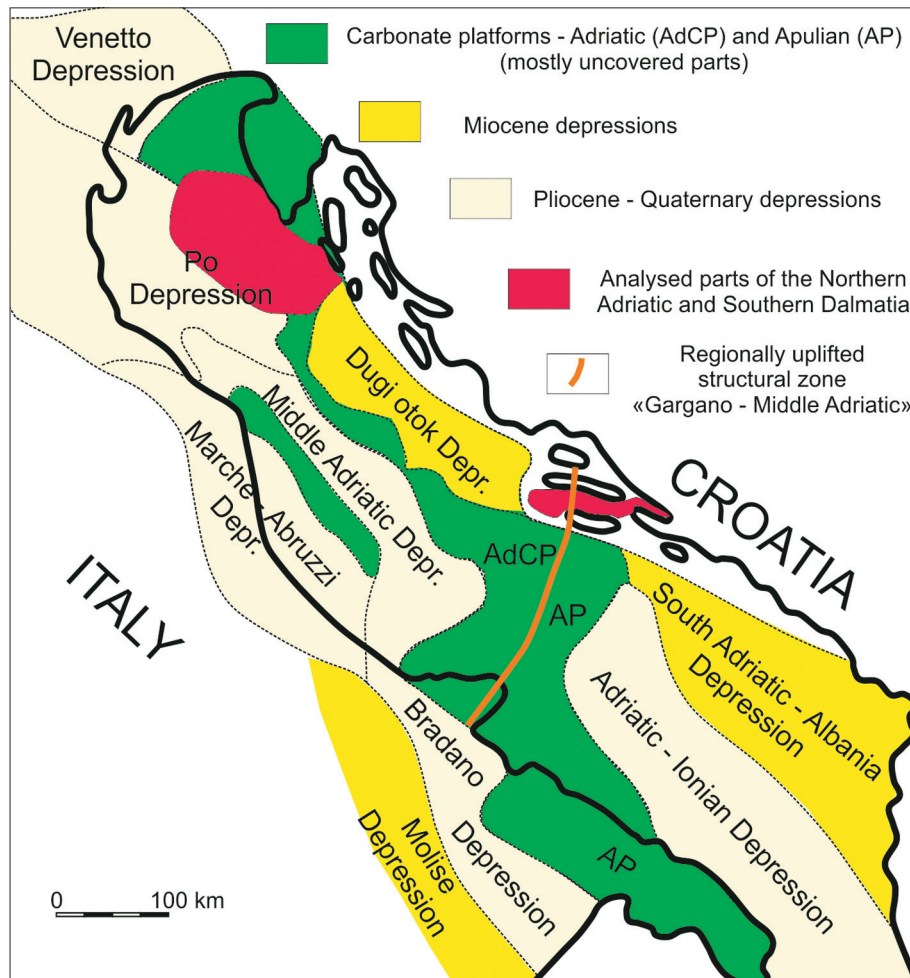 Venetto
Depression
Carbonate platforms - Adriatic (AdCP) and Apulian (AP)
(mostly uncovered parts)
Miocene depressions
Pliocene - Quaternary depressions
Analysed parts of the Northern
Adriatic and Southern Dalmatia
Regionally uplifted
structural zone
«Gargano - Middle Adriatic»
Po
Depression
Dugi otok Depr.
Middle Adriatic Depr.
Marche - Abruzzi
Depr.
CROATIA
ITALY
AdCP
AP
South Adriatic - Albania
Depression
Adriatic - Ionian Depression
Bradano
Depression
Molise
Depression
AP
0 100 km